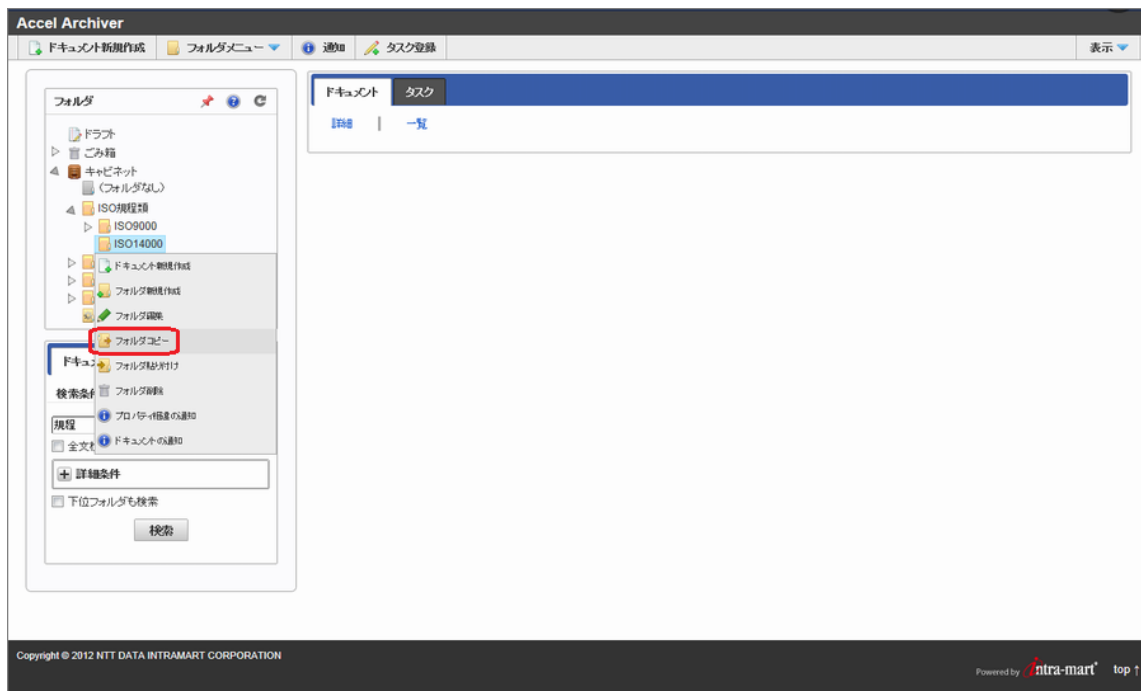 Accel Archiver
ドキュメント新規作成 フォルダメニュー 通知 タスク登録 表示
フォルダ
ドラフト
ごみ箱
キャビネット
(フォルダなし)
ISO規程類
ISO9000
ISO14000
ドキュメント新規作成
フォルダ新規作成
フォルダ編集
フォルダコピー
フォルダ貼り付け
フォルダ削除
プロパティ情報の通知
ドキュメントの通知
ドキュメ
検索条件
規程
全文検
詳細条件
下位フォルダも検索
検索
ドキュメント タスク
詳細 | 一覧
Copyright © 2012 NTT DATA INTRAMART CORPORATION
Powered by intra-mart top ↑